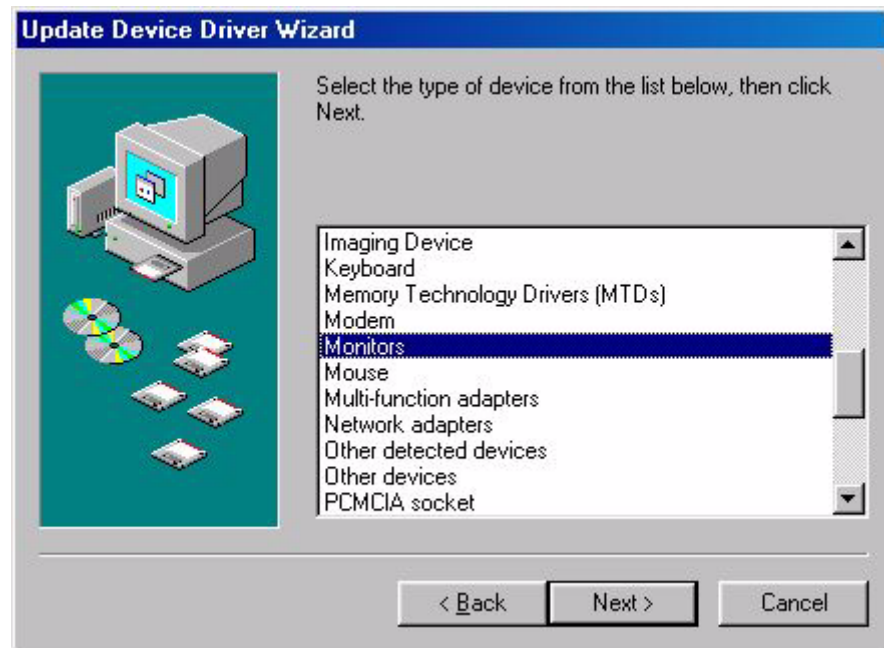 Update Device Driver Wizard
Select the type of device from the list below, then click
Next.
Imaging Device
Keyboard
Memory Technology Drivers (MTDs)
Modem
Monitors
Mouse
Multi-function adapters
Network adapters
Other detected devices
Other devices
PCMCIA socket
< Back
Next >
Cancel